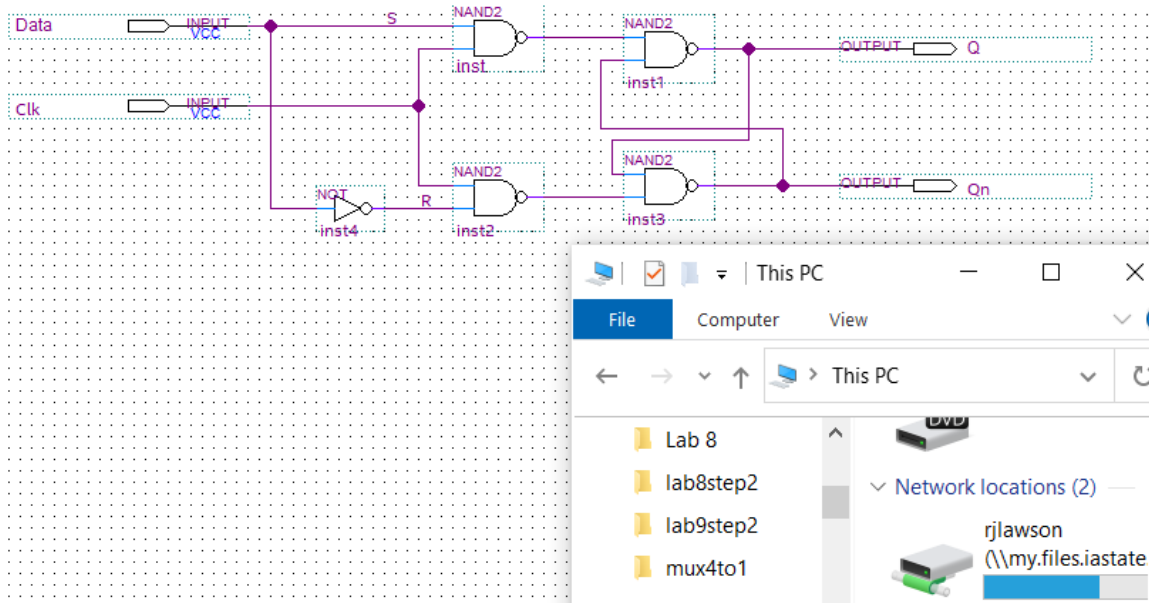 Data
INPUT
VCC
S
NAND2
inst
NAND2
inst1
OUTPUT
Q
Clk
INPUT
VCC
NOT
inst4
R
NAND2
inst2
NAND2
inst3
OUTPUT
Qn
This PC
File
Computer
View
This PC
Lab 8
lab8step2
lab9step2
mux4to1
DVD
Network locations (2)
rjlawson
(\\my.files.iastate